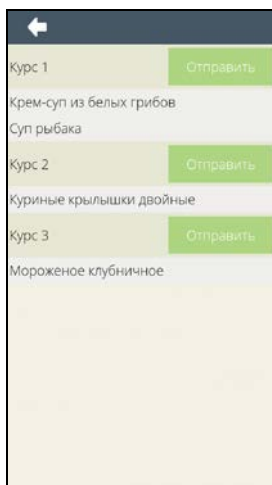 Курс 1
Отправить
Крем-суп из белых грибов
Суп рыбака
Курс 2
Отправить
Куриные крылышки двойные
Курс 3
Отправить
Мороженое клубничное